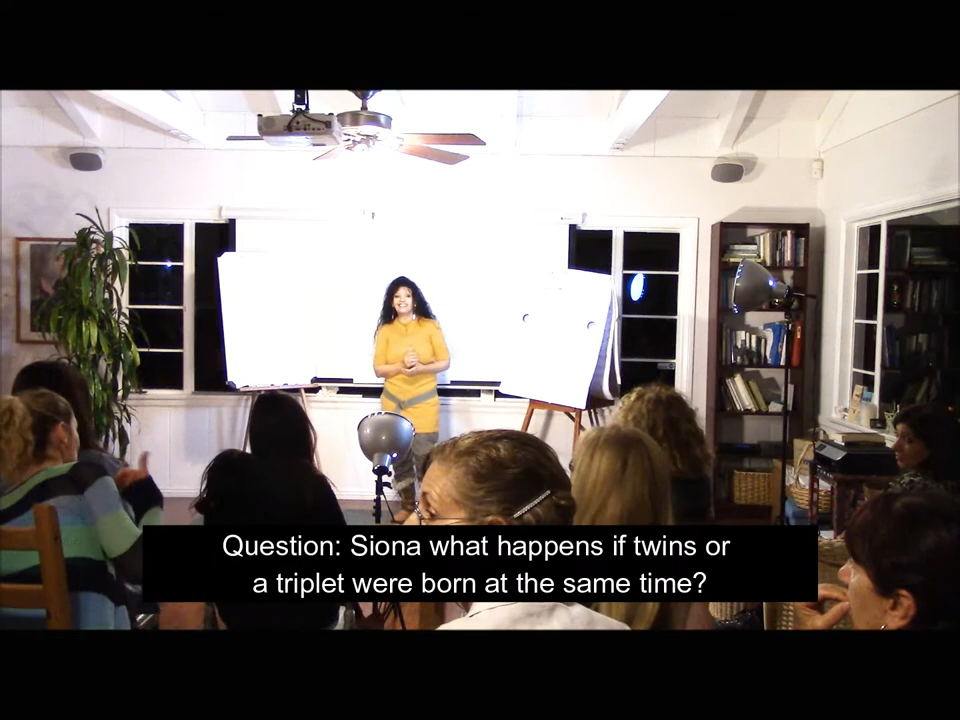 Question: Siona what happens if twins or
a triplet were born at the same time?